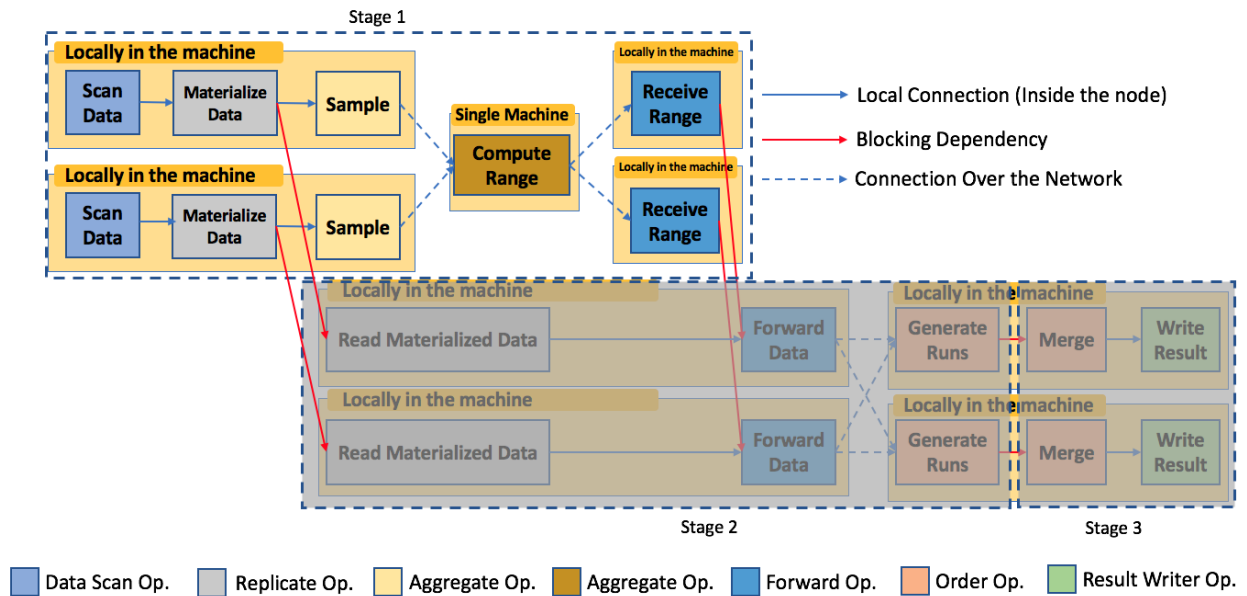 Stage 1
Locally in the machine
Scan
Data
Materialize
Data
Sample
Locally in the machine
Scan
Data
Materialize
Data
Sample
Single Machine
Compute
Range
Locally in the machine
Receive
Range
Locally in the machine
Receive
Range
Local Connection (Inside the node)
Blocking Dependency
Connection Over the Network
Locally in the machine
Read Materialized Data
Forward
Data
Locally in the machine
Read Materialized Data
Forward
Data
Locally in the machine
Generate
Runs
Merge
Write
Result
Locally in the machine
Generate
Runs
Merge
Write
Result
Stage 2
Stage 3
Data Scan Op.
Replicate Op.
Aggregate Op.
Aggregate Op.
Forward Op.
Order Op.
Result Writer Op.